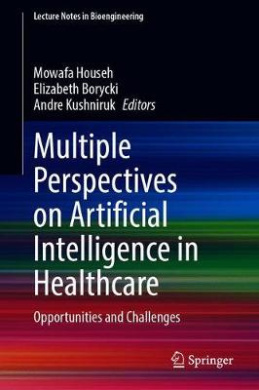 Lecture Notes in Bioengineering
Mowafa Househ
Elizabeth Borycki
Andre Kushniruk Editors
Multiple
Perspectives
on Artificial
Intelligence in
Healthcare
Opportunities and Challenges
Springer